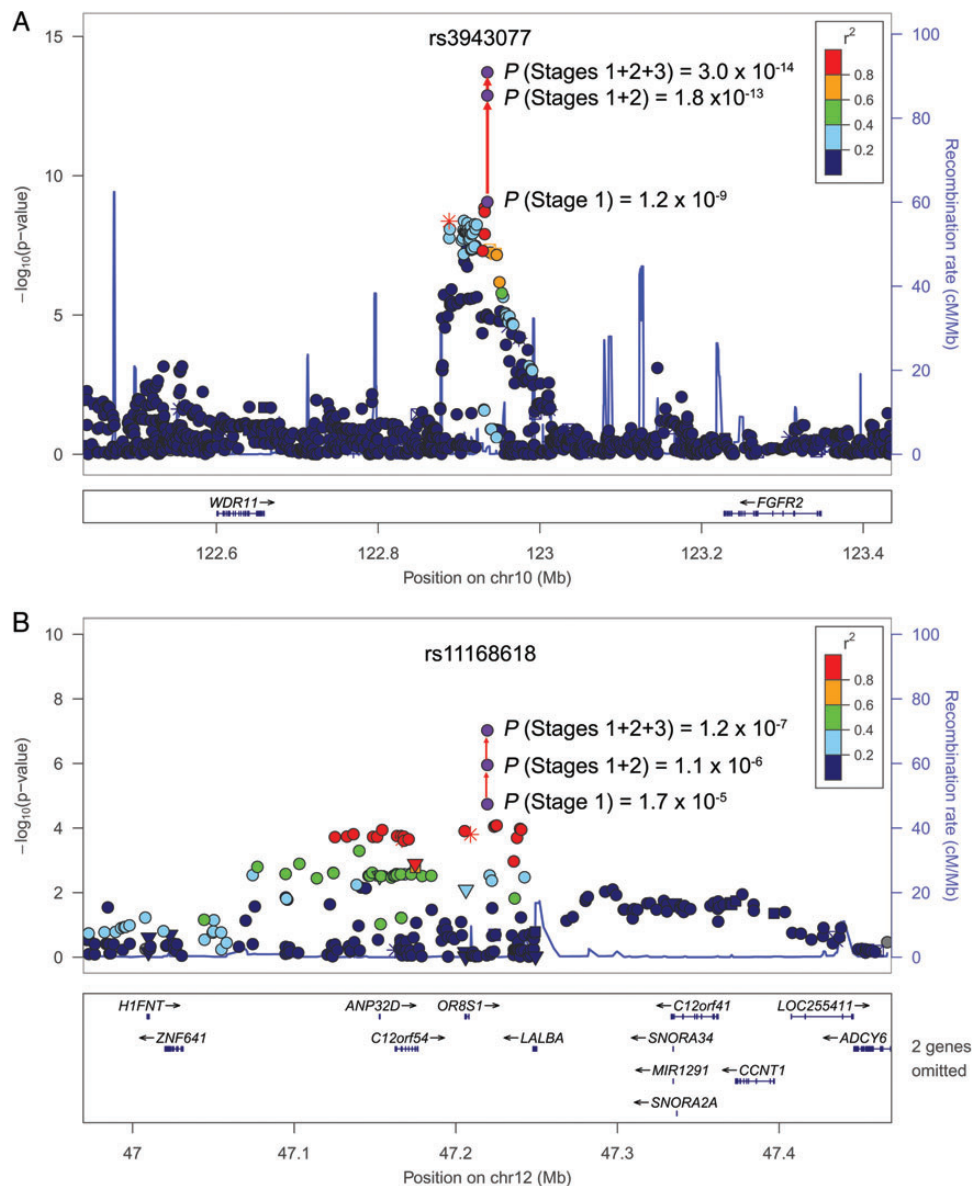 A
rs3943077
15
10
5
0
−log10(p-value)
P (Stages 1+2+3) = 3.0 x 10-14
P (Stages 1+2) = 1.8 x10-13
P (Stage 1) = 1.2 x 10-9
r2
0.8
0.6
0.4
0.2
100
80
60
40
20
0
Recombination rate (cM/Mb)
WDR11→
←FGFR2
122.6
122.8
123
123.2
123.4
Position on chr10 (Mb)
B
rs11168618
10
8
6
4
2
0
−log10(p-value)
P (Stages 1+2+3) = 1.2 x 10-7
P (Stages 1+2) = 1.1 x 10-6
P (Stage 1) = 1.7 x 10-5
r2
0.8
0.6
0.4
0.2
100
80
60
40
20
0
Recombination rate (cM/Mb)
H1FNT→
ANP32D→
OR8S1→
←C12orf41
LOC255411→
←ZNF641
C12orf54→
←LALBA
←SNORA34
←ADCY6
←MIR1291
←CCNT1
←SNORA2A
2 genes
omitted
47
47.1
47.2
47.3
47.4
Position on chr12 (Mb)